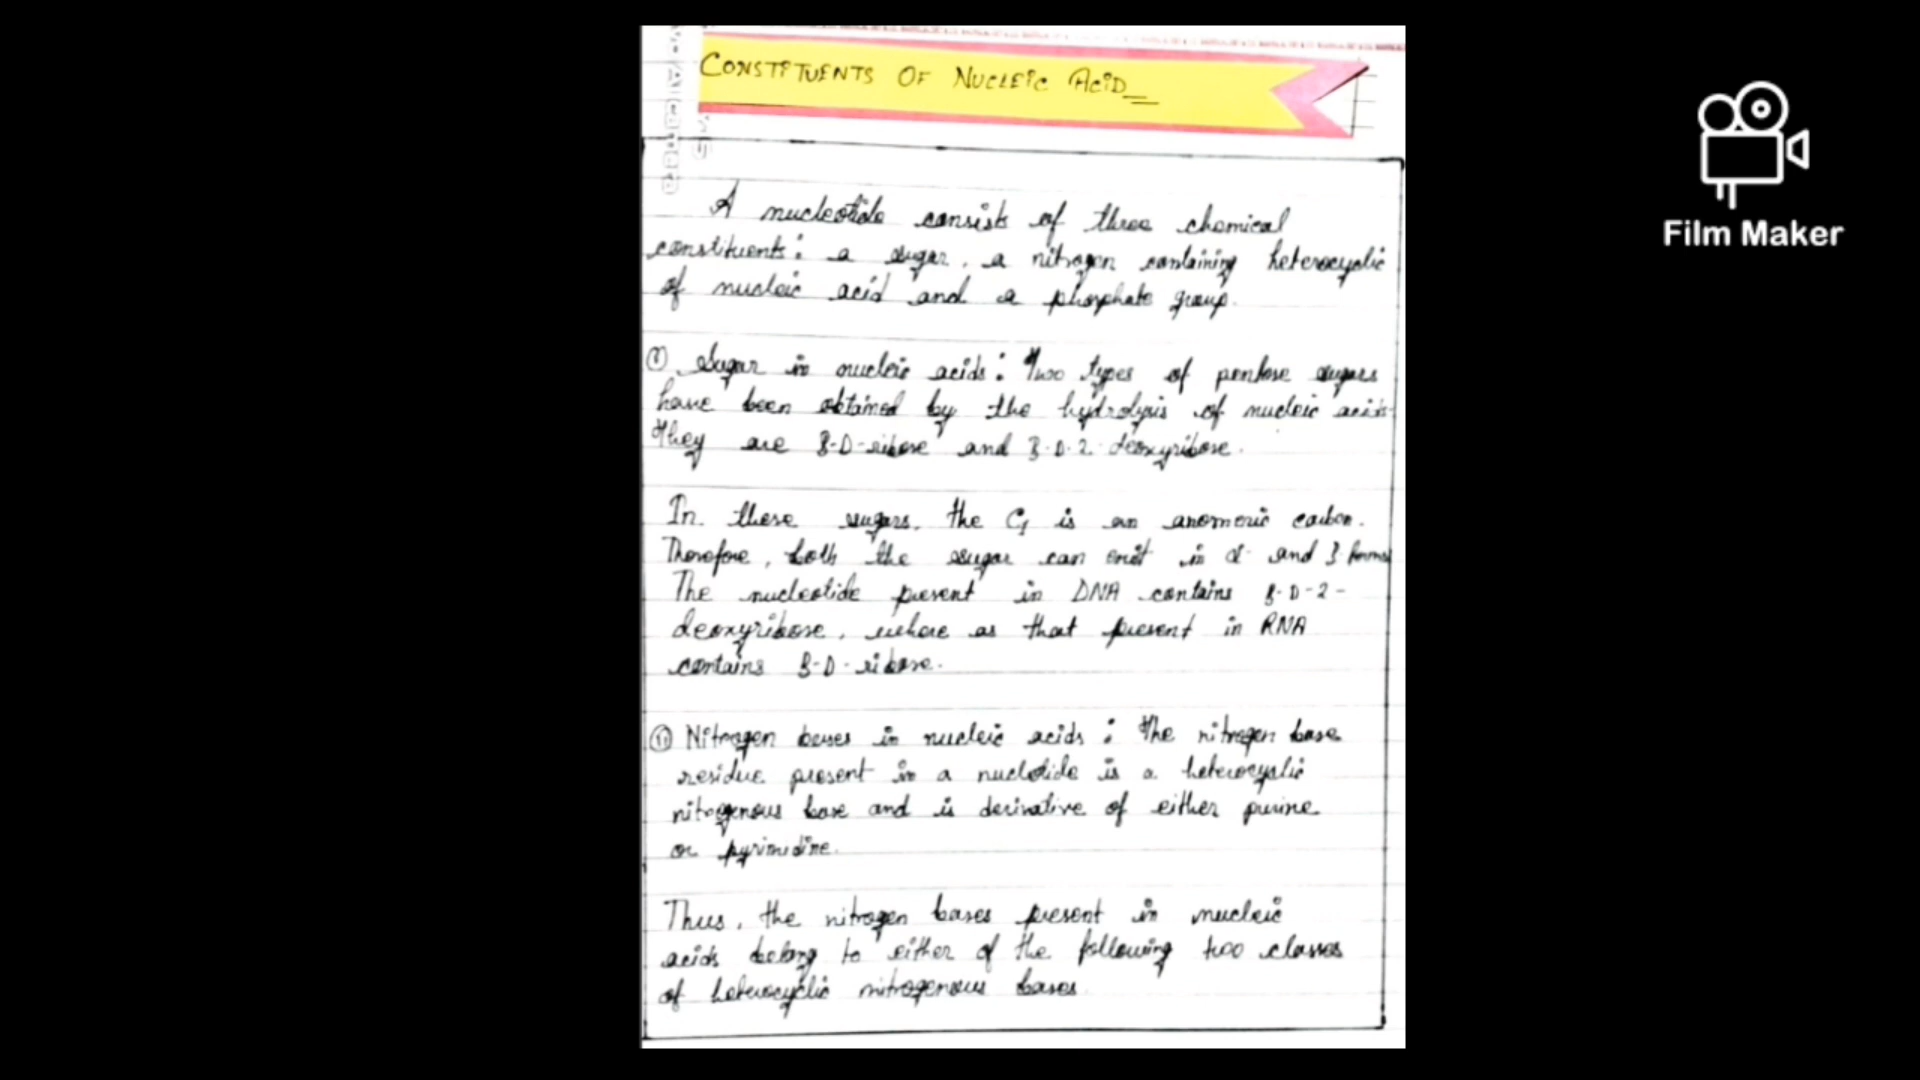 CONSTITUENTS OF NUCLEIC ACID
A nucleotide consists of three chemical
constituents : a sugar, a nitrogen containing heterocyclic
of nucleic acid and a phosphate group.
(i) Sugar in nucleic acids : Two types of pentose sugars
have been obtained by the hydrolysis of nucleic acids.
They are β-D-ribose and β-D-2-deoxyribose.
In these sugars, the C1 is an anomeric carbon.
Therefore, both the sugar can exist in α- and β forms
The nucleotide present in DNA contains β-D-2-
deoxyribose, where as that present in RNA
contains β-D-ribose.
(ii) Nitrogen bases in nucleic acids : The nitrogen base
residue present in a nucleotide is a heterocyclic
nitrogenous base and is derivative of either purine
or pyrimidine.
Thus, the nitrogen bases present in nucleic
acids belong to either of the following two classes
of heterocyclic nitrogenous bases
Film Maker